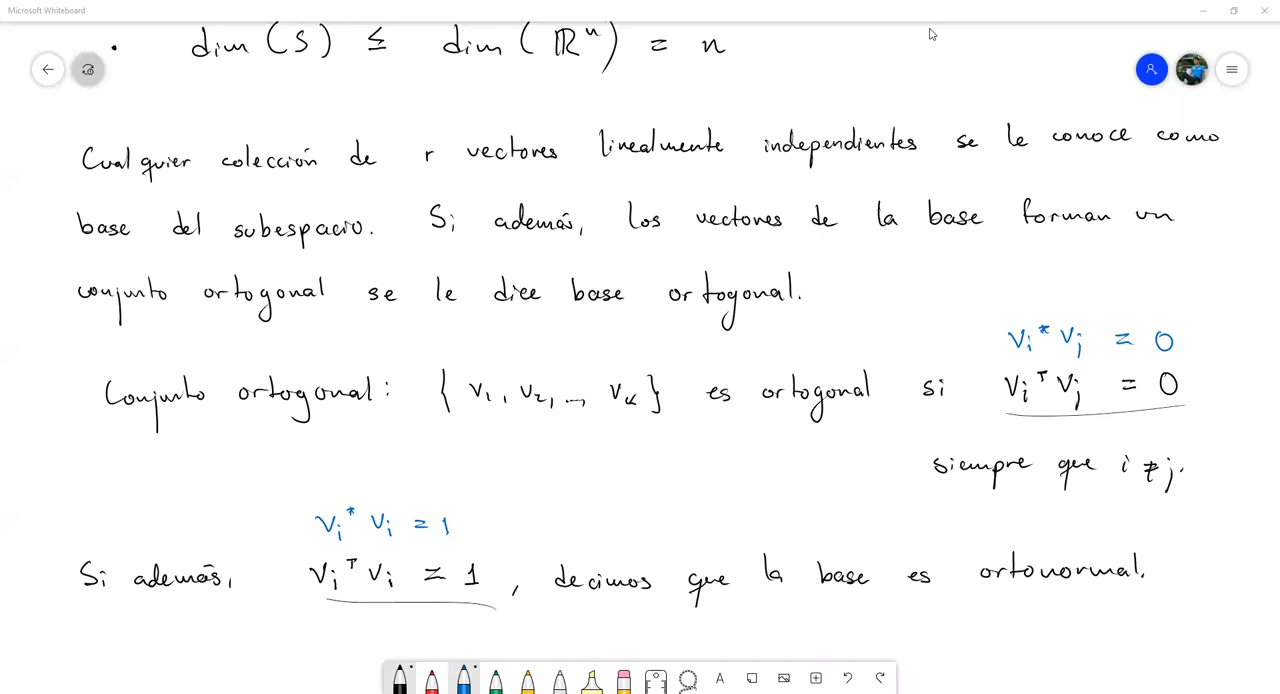 Microsoft Whiteboard
• dim (S) ≤ dim (ℝⁿ) = n
Cualquier colección de r vectores linealmente independientes se le conoce como
base del subespacio. Si además, los vectores de la base forman un
conjunto ortogonal se le dice base ortogonal.
vᵢ* vⱼ = 0
Conjunto ortogonal: { v₁, v₂, ..., vₖ } es ortogonal si vᵢᵀ vⱼ = 0
siempre que i ≠ j.
vᵢ* vᵢ = 1
Si además, vᵢᵀ vᵢ = 1, decimos que la base es ortonormal.